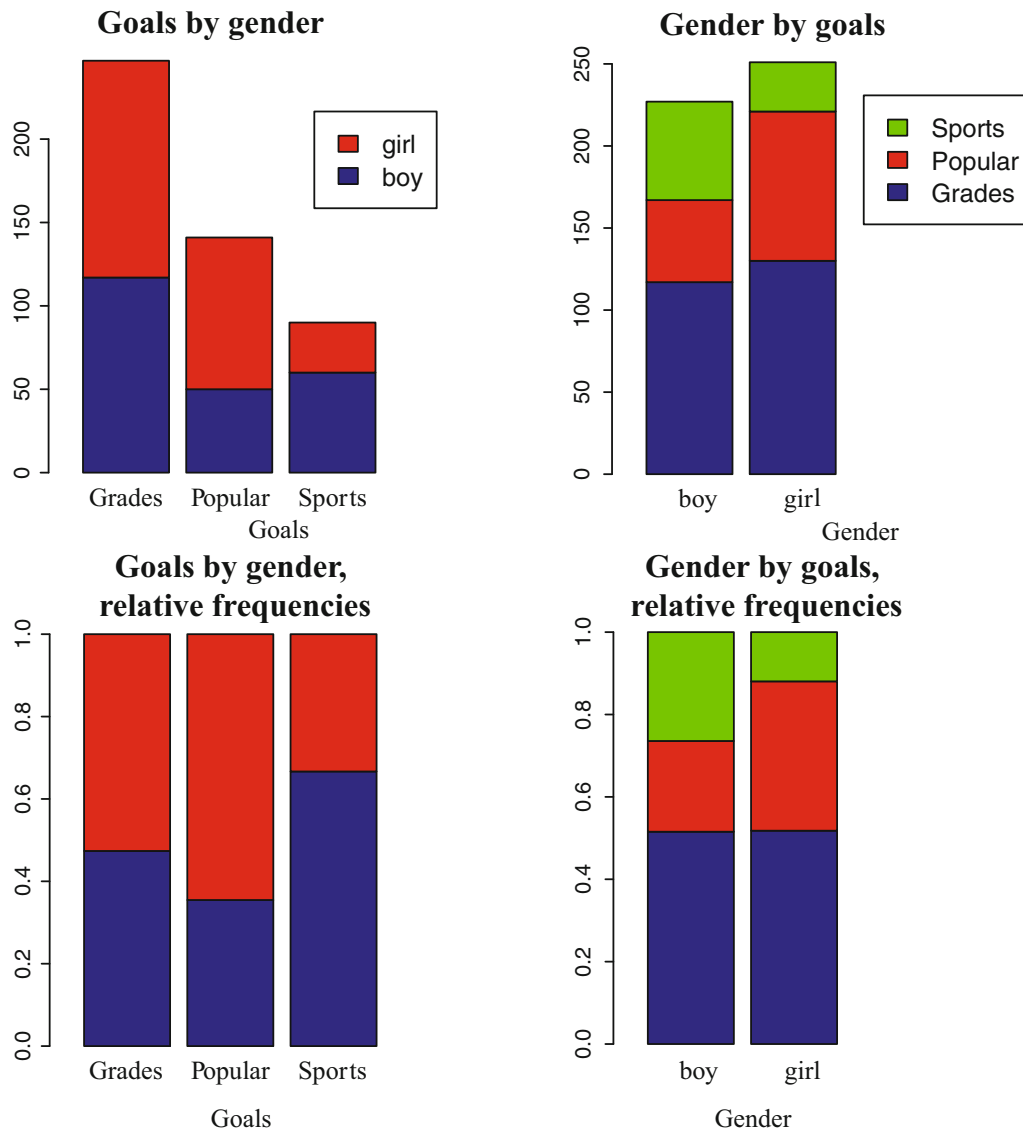 Goals by gender
200
150
100
50
0
girl
boy
Grades Popular Sports
Goals
Gender by goals
250
200
150
100
50
0
Sports
Popular
Grades
boy girl
Gender
Goals by gender,
relative frequencies
1.0
0.8
0.6
0.4
0.2
0.0
Grades Popular Sports
Goals
Gender by goals,
relative frequencies
1.0
0.8
0.6
0.4
0.2
0.0
boy girl
Gender